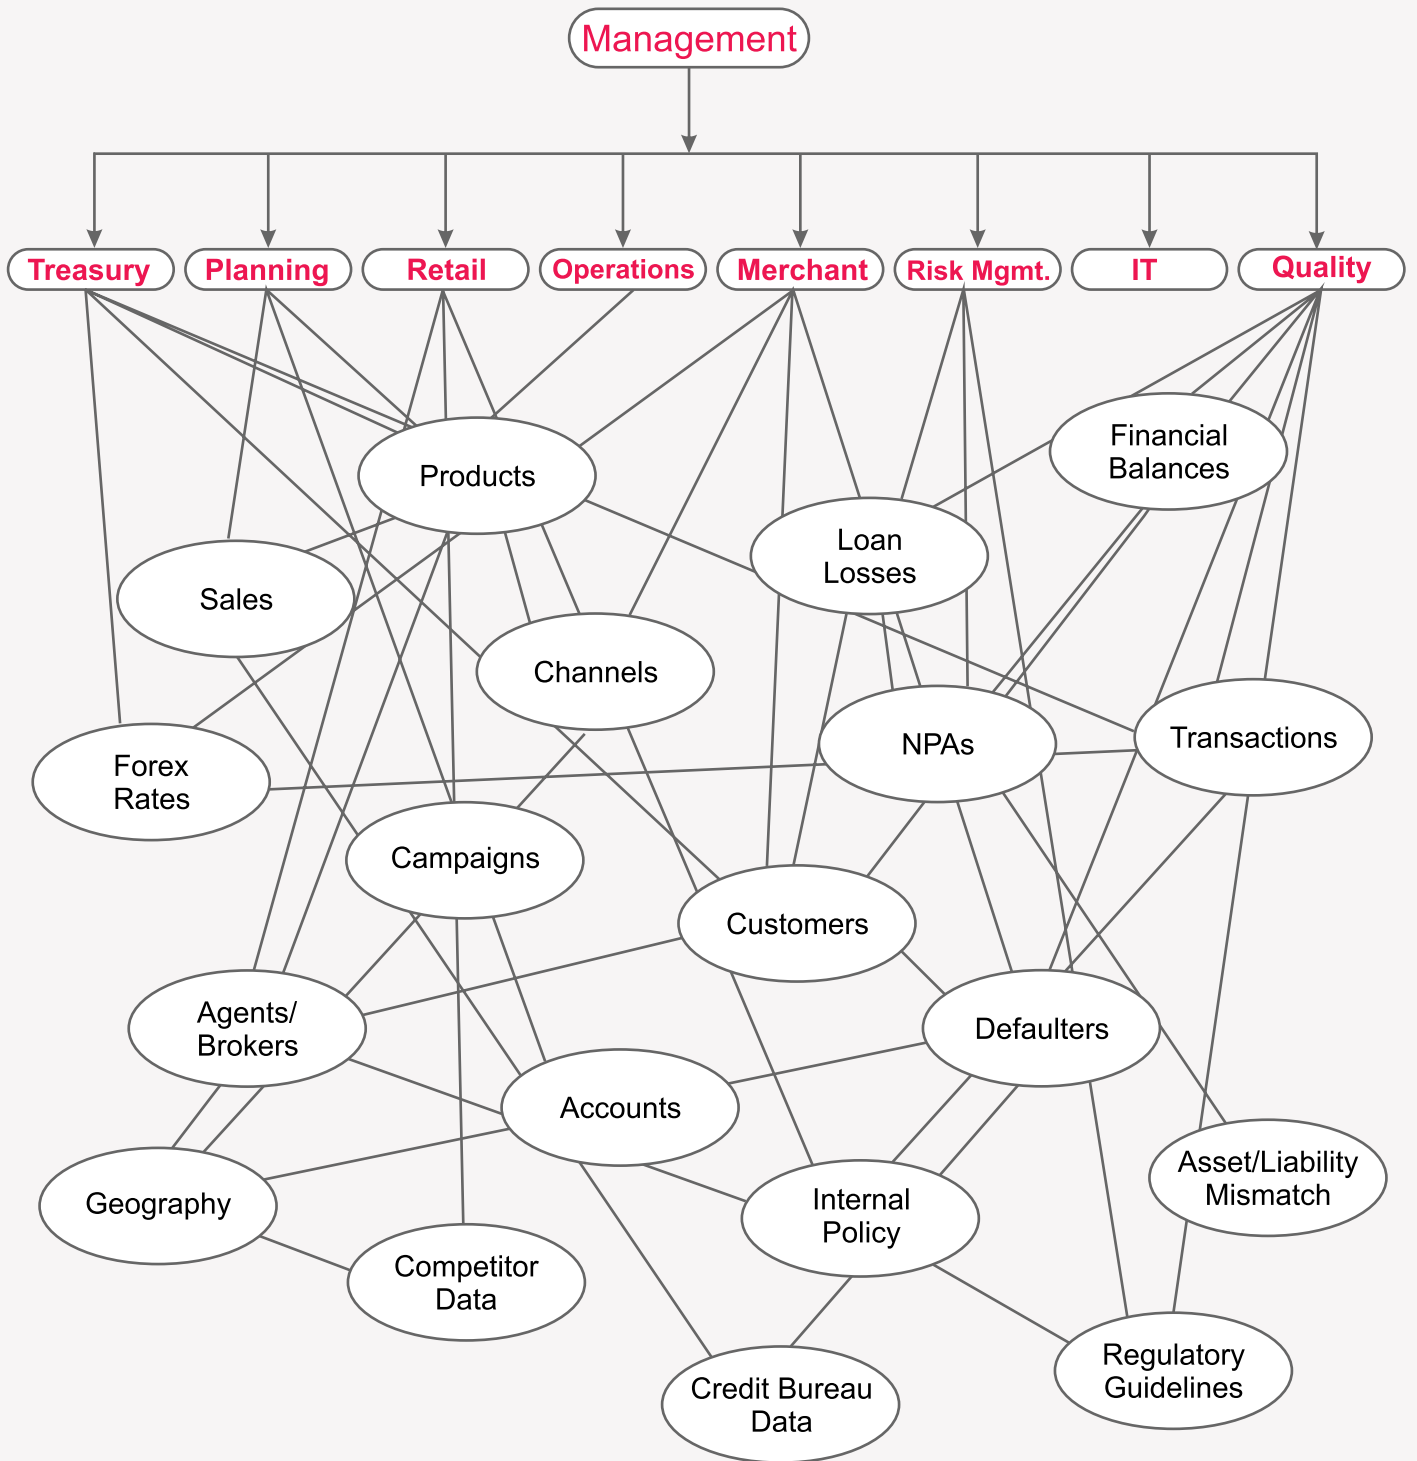 Management
Treasury
Planning
Retail
Operations
Merchant
Risk Mgmt.
IT
Quality
Financial
Balances
Products
Loan
Losses
Sales
Channels
NPAs
Transactions
Forex
Rates
Campaigns
Customers
Agents/
Brokers
Defaulters
Accounts
Asset/Liability
Mismatch
Geography
Internal
Policy
Competitor
Data
Regulatory
Guidelines
Credit Bureau
Data